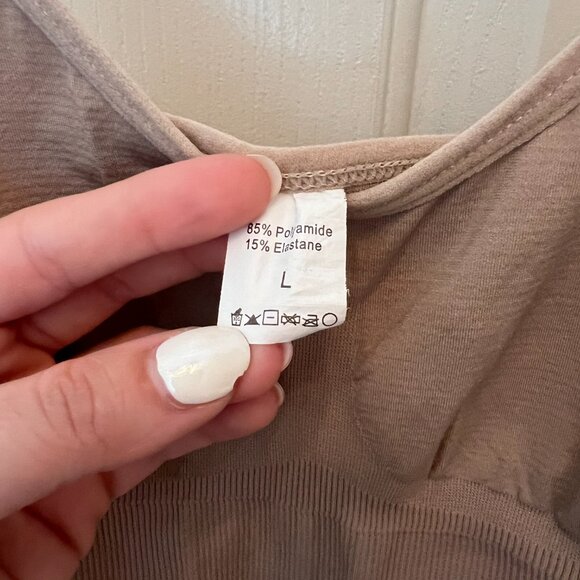 85% Polyamide
15% Elastane
L